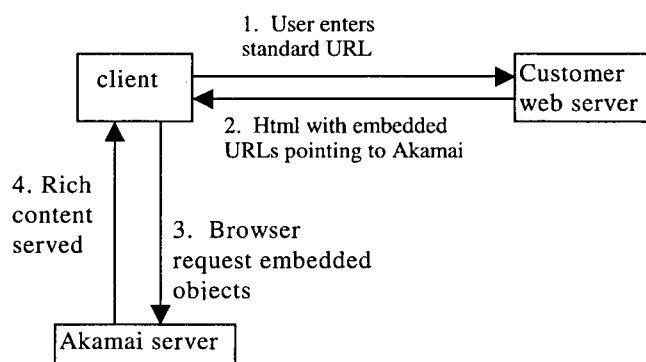 1. User enters
standard URL
client
Customer
web server
2. Html with embedded
URLs pointing to Akamai
4. Rich
content
served
3. Browser
request embedded
objects
Akamai server